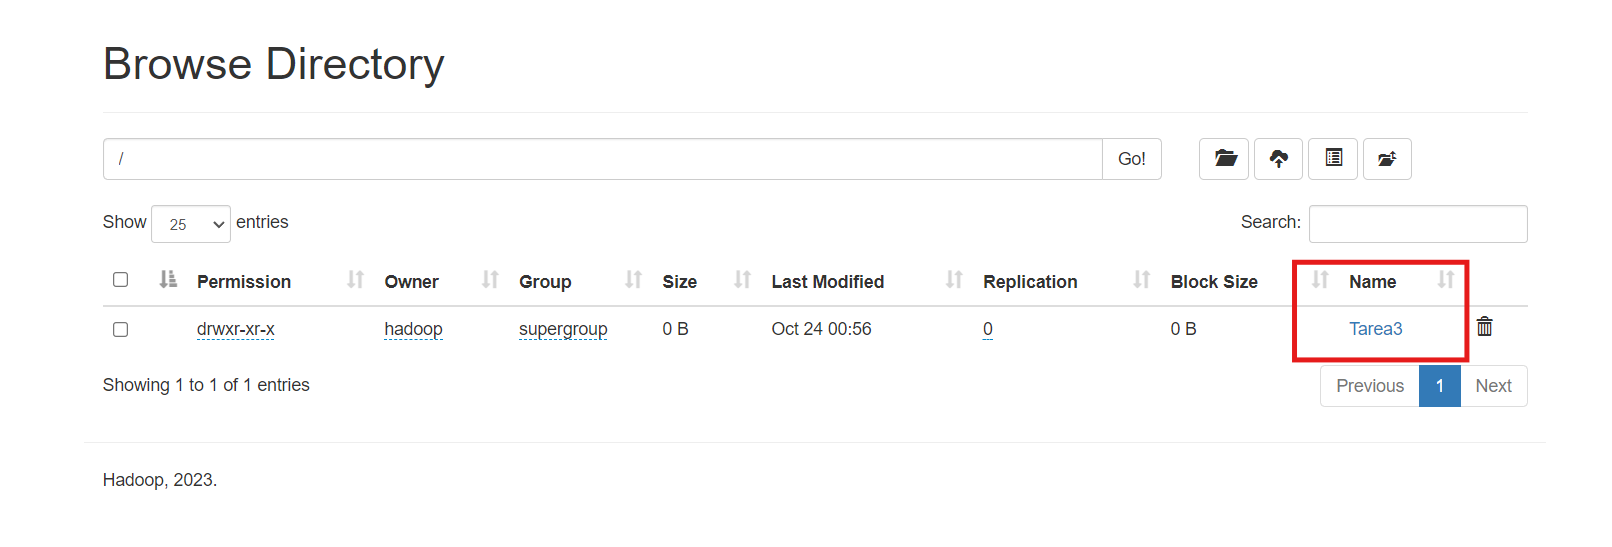 Browse Directory
/ Go!
Show 25 entries Search:
Permission Owner Group Size Last Modified Replication Block Size Name
drwxr-xr-x hadoop supergroup 0 B Oct 24 00:56 0 0 B Tarea3
Showing 1 to 1 of 1 entries Previous 1 Next
Hadoop, 2023.